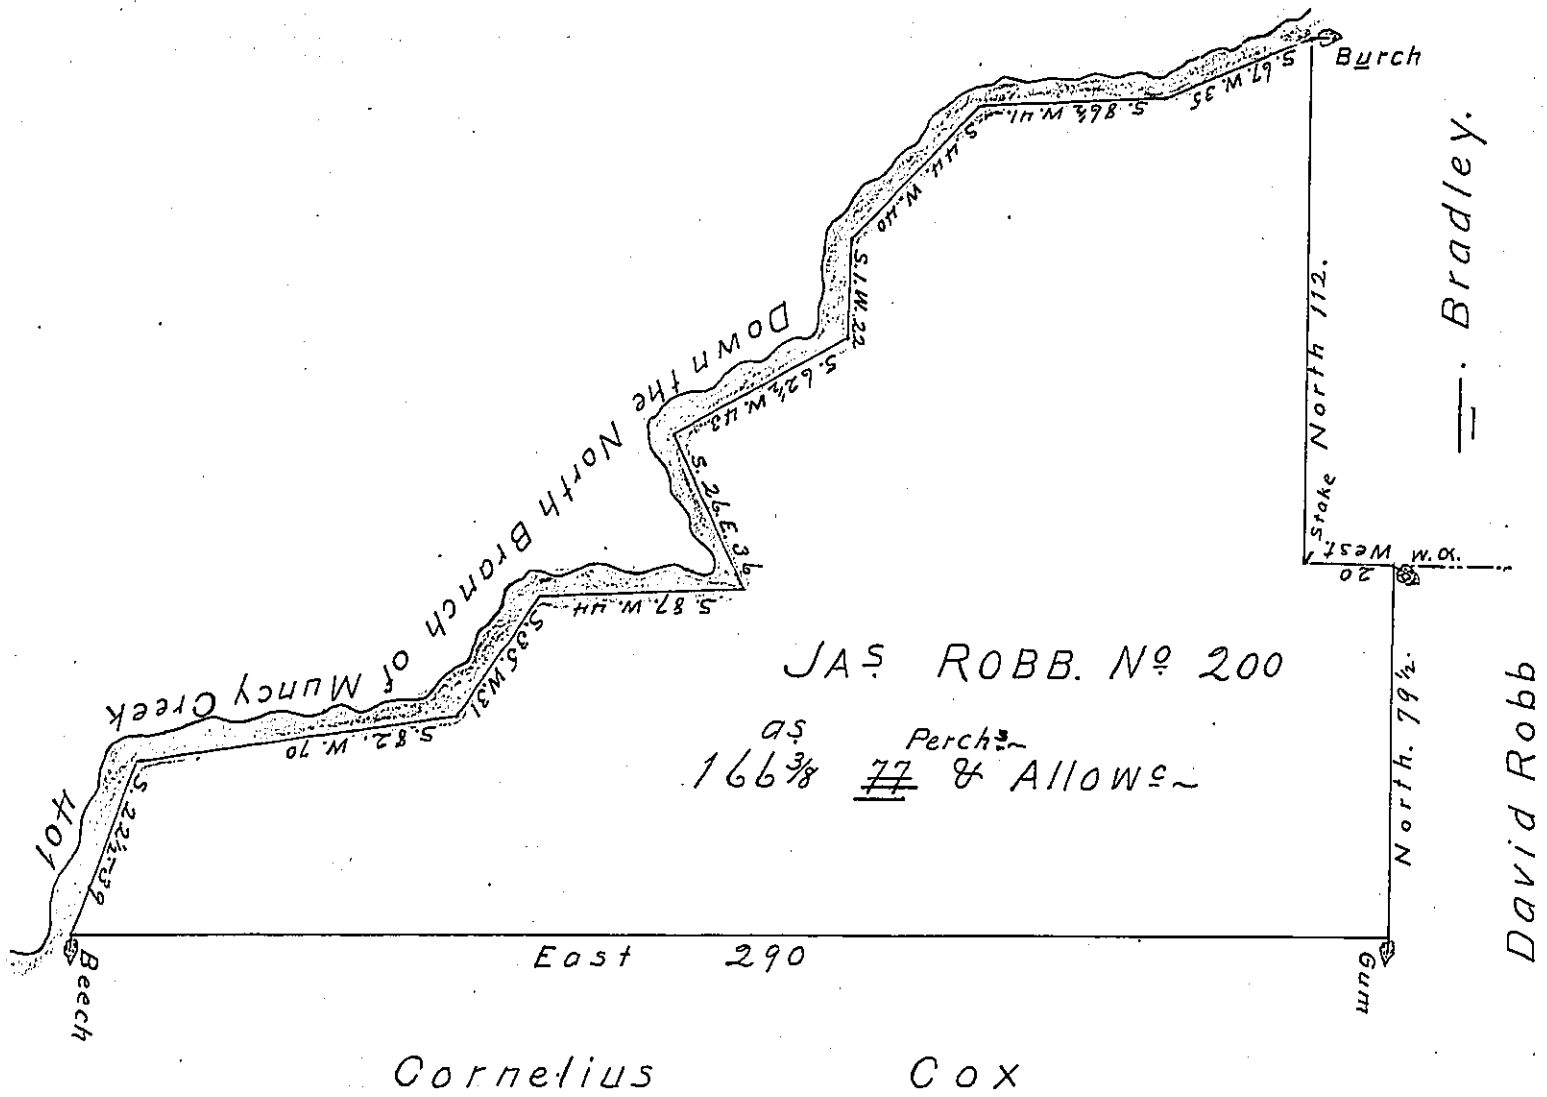 Burch
S. 67. W. 35
S. 86½ W. 41.
S. 44. W. 40
S. 1. W. 22
S. 62½ W. 43
S. 26. E. 36
S. 87. W. 44
S. 35. W. 31
S. 82. W. 70
S. 22½ - 39
Down the North Branch of Muncy Creek
401
Beech
East 290
Gum
North. 79½.
W. O.
West 20
Stake
North 112.
Bradley.
David Robb
JAS ROBB. No 200
as Perchs
166⅜ 77 & Allowc
Cornelius Cox